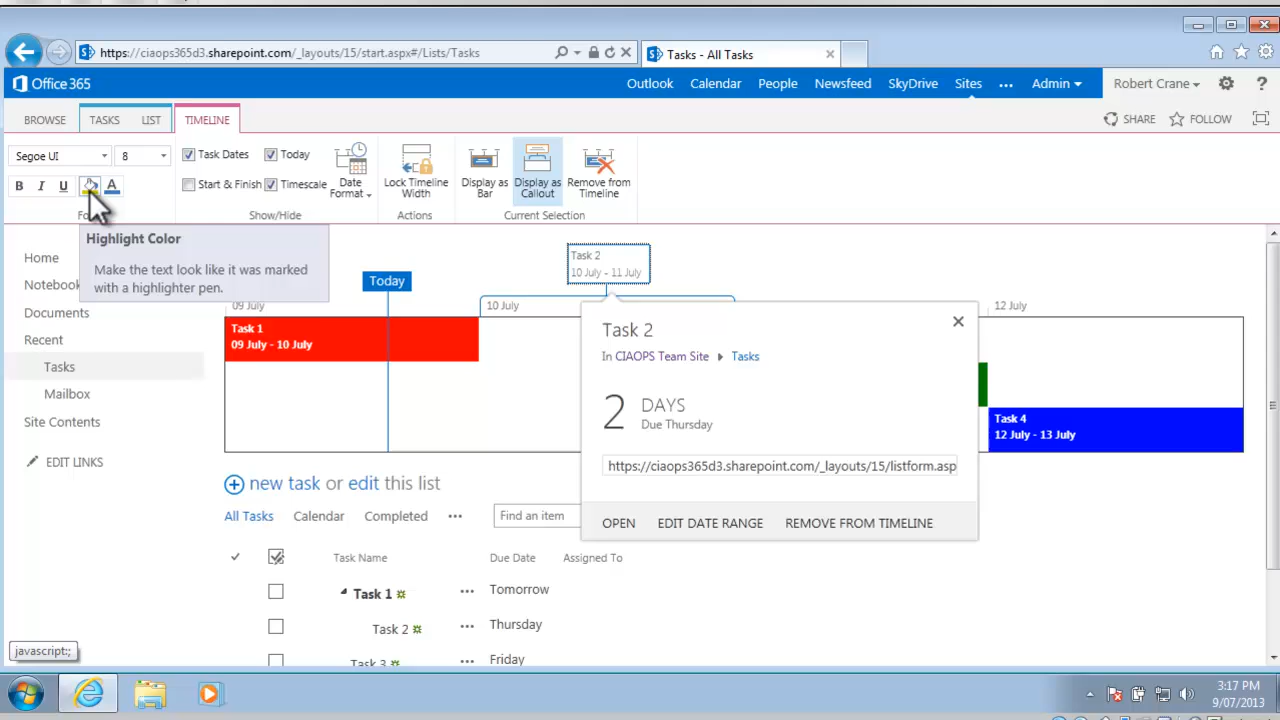 https://ciaops365d3.sharepoint.com/_layouts/15/start.aspx#/Lists/Tasks
Tasks - All Tasks
Office 365
Outlook Calendar People Newsfeed SkyDrive Sites ... Admin
Robert Crane ?
BROWSE TASKS LIST TIMELINE
SHARE FOLLOW
Segoe UI 8
Task Dates Today
B I U A
Start & Finish Timescale
Date Format
Lock Timeline Width
Display as Bar
Display as Callout
Remove from Timeline
Fo
Show/Hide
Actions
Current Selection
Highlight Color
Make the text look like it was marked
with a highlighter pen.
Home
Notebook
Documents
Recent
Tasks
Mailbox
Site Contents
EDIT LINKS
Today
Task 2
10 July - 11 July
09 July
10 July
12 July
Task 1
09 July - 10 July
Task 4
12 July - 13 July
Task 2
In CIAOPS Team Site Tasks
2 DAYS
Due Thursday
https://ciaops365d3.sharepoint.com/_layouts/15/listform.asp
OPEN EDIT DATE RANGE REMOVE FROM TIMELINE
new task or edit this list
All Tasks Calendar Completed ...
Find an item
Task Name Due Date Assigned To
Task 1 ... Tomorrow
Task 2 ... Thursday
Task 3 ... Friday
javascript:;
3:17 PM
9/07/2013